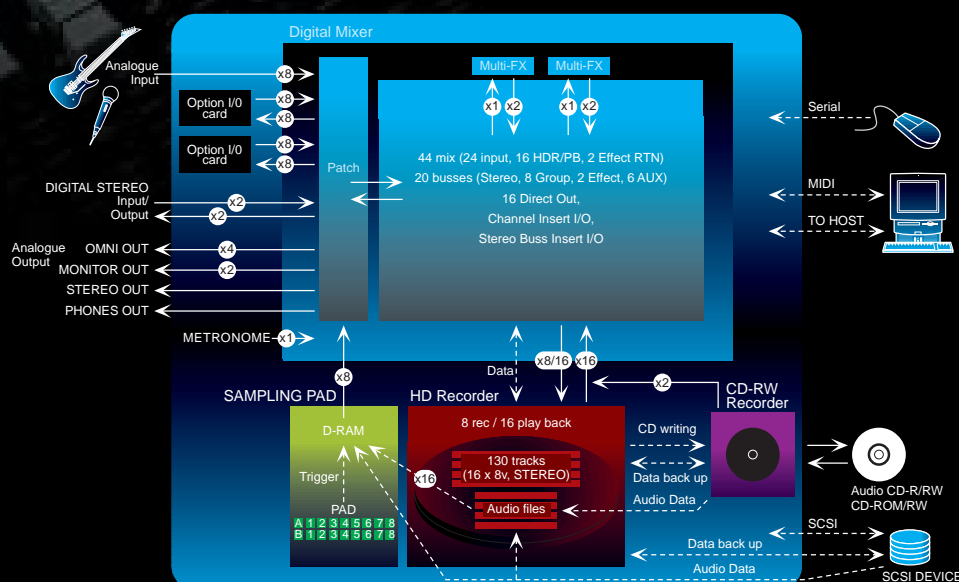 Digital Mixer
Multi-FX
Multi-FX
Analogue
Input
x8
x1
x2
x1
x2
Option I/0
card
x8
x8
Option I/0
card
x8
x8
Patch
44 mix (24 input, 16 HDR/PB, 2 Effect RTN)
20 busses (Stereo, 8 Group, 2 Effect, 6 AUX)
16 Direct Out,
Channel Insert I/O,
Stereo Buss Insert I/O
Serial
MIDI
TO HOST
DIGITAL STEREO
Input/
Output
x2
x2
Analogue
Output
OMNI OUT
x4
MONITOR OUT
x2
STEREO OUT
PHONES OUT
METRONOME
x1
x8
Data
x8/16
x16
x2
SAMPLING PAD
HD Recorder
CD-RW
Recorder
D-RAM
Trigger
PAD
A 1 2 3 4 5 6 7 8
B 1 2 3 4 5 6 7 8
8 rec / 16 play back
130 tracks
(16 x 8v, STEREO)
x16
Audio files
CD writing
Data back up
Audio Data
Audio CD-R/RW
CD-ROM/RW
SCSI
Data back up
Audio Data
SCSI DEVICE